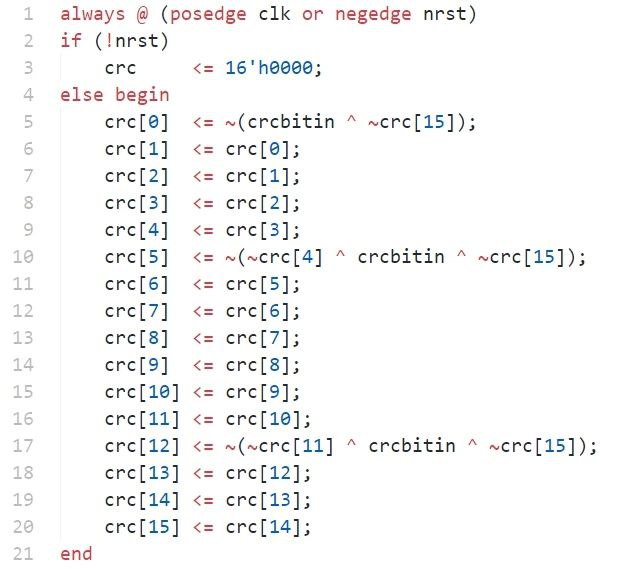 1 always @ (posedge clk or negedge nrst)
2 if (!nrst)
3 crc <= 16'h0000;
4 else begin
5 crc[0] <= ~(crcbitin ^ ~crc[15]);
6 crc[1] <= crc[0];
7 crc[2] <= crc[1];
8 crc[3] <= crc[2];
9 crc[4] <= crc[3];
10 crc[5] <= ~(~crc[4] ^ crcbitin ^ ~crc[15]);
11 crc[6] <= crc[5];
12 crc[7] <= crc[6];
13 crc[8] <= crc[7];
14 crc[9] <= crc[8];
15 crc[10] <= crc[9];
16 crc[11] <= crc[10];
17 crc[12] <= ~(~crc[11] ^ crcbitin ^ ~crc[15]);
18 crc[13] <= crc[12];
19 crc[14] <= crc[13];
20 crc[15] <= crc[14];
21 end